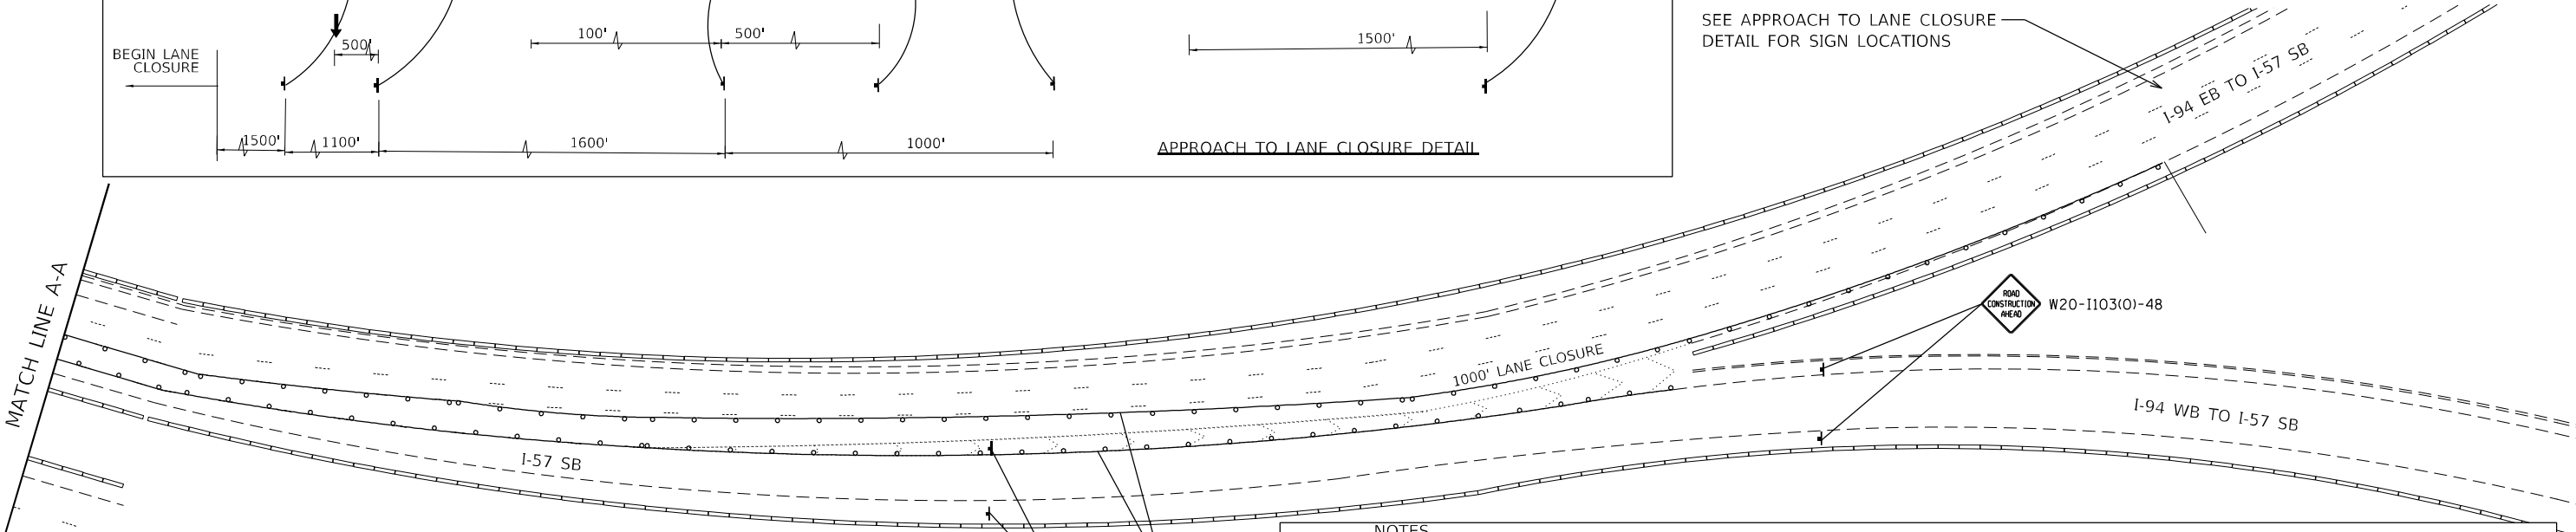 100'
500'
1500'
SEE APPROACH TO LANE CLOSURE
DETAIL FOR SIGN LOCATIONS
500'
BEGIN LANE
CLOSURE
I-94 EB TO I-57 SB
1500'
1100'
1600'
1000'
APPROACH TO LANE CLOSURE DETAIL
MATCH LINE A-A
ROAD
CONSTRUCTION
AHEAD
W20-I103(O)-48
1000' LANE CLOSURE
I-94 WB TO I-57 SB
I-57 SB
NOTES